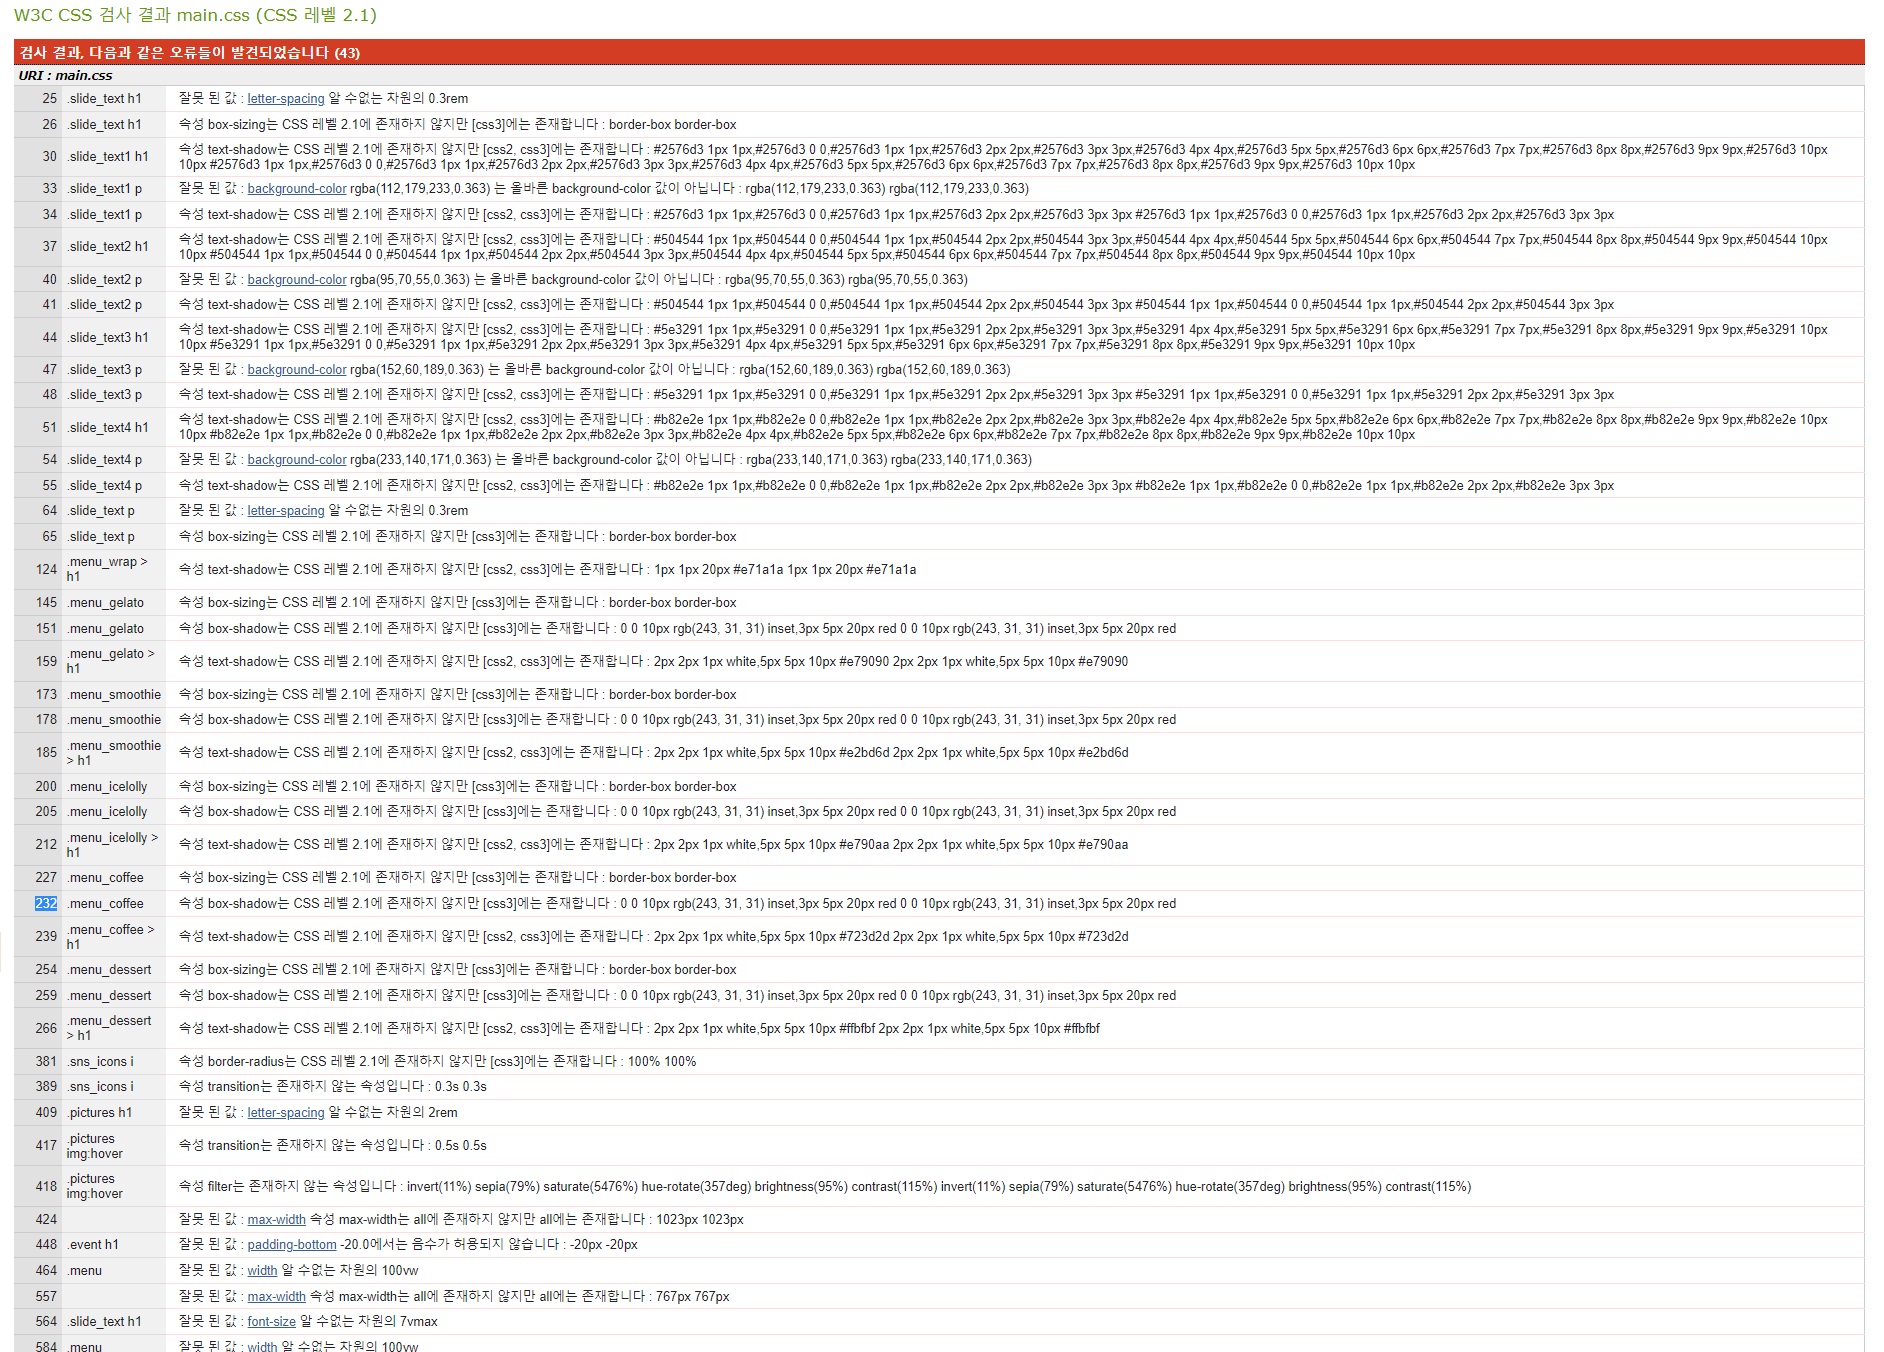 W3C CSS 검사 결과 main.css (CSS 레벨 2.1)
검사 결과, 다음과 같은 오류들이 발견되었습니다 (43)
URI : main.css
25 .slide_text h1 잘못 된 값 : letter-spacing 알 수없는 차원의 0.3rem
26 .slide_text h1 속성 box-sizing는 CSS 레벨 2.1에 존재하지 않지만 [css3]에는 존재합니다 : border-box border-box
30 .slide_text1 h1 속성 text-shadow는 CSS 레벨 2.1에 존재하지 않지만 [css2, css3]에는 존재합니다 : #2576d3 1px 1px,#2576d3 0 0,#2576d3 1px 1px,#2576d3 2px 2px,#2576d3 3px 3px,#2576d3 4px 4px,#2576d3 5px 5px,#2576d3 6px 6px,#2576d3 7px 7px,#2576d3 8px 8px,#2576d3 9px 9px,#2576d3 10px
10px #2576d3 1px 1px,#2576d3 0 0,#2576d3 1px 1px,#2576d3 2px 2px,#2576d3 3px 3px,#2576d3 4px 4px,#2576d3 5px 5px,#2576d3 6px 6px,#2576d3 7px 7px,#2576d3 8px 8px,#2576d3 9px 9px,#2576d3 10px 10px
33 .slide_text1 p 잘못 된 값 : background-color rgba(112,179,233,0.363) 는 올바른 background-color 값이 아닙니다 : rgba(112,179,233,0.363) rgba(112,179,233,0.363)
34 .slide_text1 p 속성 text-shadow는 CSS 레벨 2.1에 존재하지 않지만 [css2, css3]에는 존재합니다 : #2576d3 1px 1px,#2576d3 0 0,#2576d3 1px 1px,#2576d3 2px 2px,#2576d3 3px 3px #2576d3 1px 1px,#2576d3 0 0,#2576d3 1px 1px,#2576d3 2px 2px,#2576d3 3px 3px
37 .slide_text2 h1 속성 text-shadow는 CSS 레벨 2.1에 존재하지 않지만 [css2, css3]에는 존재합니다 : #504544 1px 1px,#504544 0 0,#504544 1px 1px,#504544 2px 2px,#504544 3px 3px,#504544 4px 4px,#504544 5px 5px,#504544 6px 6px,#504544 7px 7px,#504544 8px 8px,#504544 9px 9px,#504544 10px
10px #504544 1px 1px,#504544 0 0,#504544 1px 1px,#504544 2px 2px,#504544 3px 3px,#504544 4px 4px,#504544 5px 5px,#504544 6px 6px,#504544 7px 7px,#504544 8px 8px,#504544 9px 9px,#504544 10px 10px
40 .slide_text2 p 잘못 된 값 : background-color rgba(95,70,55,0.363) 는 올바른 background-color 값이 아닙니다 : rgba(95,70,55,0.363) rgba(95,70,55,0.363)
41 .slide_text2 p 속성 text-shadow는 CSS 레벨 2.1에 존재하지 않지만 [css2, css3]에는 존재합니다 : #504544 1px 1px,#504544 0 0,#504544 1px 1px,#504544 2px 2px,#504544 3px 3px #504544 1px 1px,#504544 0 0,#504544 1px 1px,#504544 2px 2px,#504544 3px 3px
44 .slide_text3 h1 속성 text-shadow는 CSS 레벨 2.1에 존재하지 않지만 [css2, css3]에는 존재합니다 : #5e3291 1px 1px,#5e3291 0 0,#5e3291 1px 1px,#5e3291 2px 2px,#5e3291 3px 3px,#5e3291 4px 4px,#5e3291 5px 5px,#5e3291 6px 6px,#5e3291 7px 7px,#5e3291 8px 8px,#5e3291 9px 9px,#5e3291 10px
10px #5e3291 1px 1px,#5e3291 0 0,#5e3291 1px 1px,#5e3291 2px 2px,#5e3291 3px 3px,#5e3291 4px 4px,#5e3291 5px 5px,#5e3291 6px 6px,#5e3291 7px 7px,#5e3291 8px 8px,#5e3291 9px 9px,#5e3291 10px 10px
47 .slide_text3 p 잘못 된 값 : background-color rgba(152,60,189,0.363) 는 올바른 background-color 값이 아닙니다 : rgba(152,60,189,0.363) rgba(152,60,189,0.363)
48 .slide_text3 p 속성 text-shadow는 CSS 레벨 2.1에 존재하지 않지만 [css2, css3]에는 존재합니다 : #5e3291 1px 1px,#5e3291 0 0,#5e3291 1px 1px,#5e3291 2px 2px,#5e3291 3px 3px #5e3291 1px 1px,#5e3291 0 0,#5e3291 1px 1px,#5e3291 2px 2px,#5e3291 3px 3px
51 .slide_text4 h1 속성 text-shadow는 CSS 레벨 2.1에 존재하지 않지만 [css2, css3]에는 존재합니다 : #b82e2e 1px 1px,#b82e2e 0 0,#b82e2e 1px 1px,#b82e2e 2px 2px,#b82e2e 3px 3px,#b82e2e 4px 4px,#b82e2e 5px 5px,#b82e2e 6px 6px,#b82e2e 7px 7px,#b82e2e 8px 8px,#b82e2e 9px 9px,#b82e2e 10px
10px #b82e2e 1px 1px,#b82e2e 0 0,#b82e2e 1px 1px,#b82e2e 2px 2px,#b82e2e 3px 3px,#b82e2e 4px 4px,#b82e2e 5px 5px,#b82e2e 6px 6px,#b82e2e 7px 7px,#b82e2e 8px 8px,#b82e2e 9px 9px,#b82e2e 10px 10px
54 .slide_text4 p 잘못 된 값 : background-color rgba(233,140,171,0.363) 는 올바른 background-color 값이 아닙니다 : rgba(233,140,171,0.363) rgba(233,140,171,0.363)
55 .slide_text4 p 속성 text-shadow는 CSS 레벨 2.1에 존재하지 않지만 [css2, css3]에는 존재합니다 : #b82e2e 1px 1px,#b82e2e 0 0,#b82e2e 1px 1px,#b82e2e 2px 2px,#b82e2e 3px 3px #b82e2e 1px 1px,#b82e2e 0 0,#b82e2e 1px 1px,#b82e2e 2px 2px,#b82e2e 3px 3px
64 .slide_text p 잘못 된 값 : letter-spacing 알 수없는 차원의 0.3rem
65 .slide_text p 속성 box-sizing는 CSS 레벨 2.1에 존재하지 않지만 [css3]에는 존재합니다 : border-box border-box
124 .menu_wrap >
h1 속성 text-shadow는 CSS 레벨 2.1에 존재하지 않지만 [css2, css3]에는 존재합니다 : 1px 1px 20px #e71a1a 1px 1px 20px #e71a1a
145 .menu_gelato 속성 box-sizing는 CSS 레벨 2.1에 존재하지 않지만 [css3]에는 존재합니다 : border-box border-box
151 .menu_gelato 속성 box-shadow는 CSS 레벨 2.1에 존재하지 않지만 [css3]에는 존재합니다 : 0 0 10px rgb(243, 31, 31) inset,3px 5px 20px red 0 0 10px rgb(243, 31, 31) inset,3px 5px 20px red
159 .menu_gelato >
h1 속성 text-shadow는 CSS 레벨 2.1에 존재하지 않지만 [css2, css3]에는 존재합니다 : 2px 2px 1px white,5px 5px 10px #e79090 2px 2px 1px white,5px 5px 10px #e79090
173 .menu_smoothie 속성 box-sizing는 CSS 레벨 2.1에 존재하지 않지만 [css3]에는 존재합니다 : border-box border-box
178 .menu_smoothie 속성 box-shadow는 CSS 레벨 2.1에 존재하지 않지만 [css3]에는 존재합니다 : 0 0 10px rgb(243, 31, 31) inset,3px 5px 20px red 0 0 10px rgb(243, 31, 31) inset,3px 5px 20px red
185 .menu_smoothie
> h1 속성 text-shadow는 CSS 레벨 2.1에 존재하지 않지만 [css2, css3]에는 존재합니다 : 2px 2px 1px white,5px 5px 10px #e2bd6d 2px 2px 1px white,5px 5px 10px #e2bd6d
200 .menu_icelolly 속성 box-sizing는 CSS 레벨 2.1에 존재하지 않지만 [css3]에는 존재합니다 : border-box border-box
205 .menu_icelolly 속성 box-shadow는 CSS 레벨 2.1에 존재하지 않지만 [css3]에는 존재합니다 : 0 0 10px rgb(243, 31, 31) inset,3px 5px 20px red 0 0 10px rgb(243, 31, 31) inset,3px 5px 20px red
212 .menu_icelolly >
h1 속성 text-shadow는 CSS 레벨 2.1에 존재하지 않지만 [css2, css3]에는 존재합니다 : 2px 2px 1px white,5px 5px 10px #e790aa 2px 2px 1px white,5px 5px 10px #e790aa
227 .menu_coffee 속성 box-sizing는 CSS 레벨 2.1에 존재하지 않지만 [css3]에는 존재합니다 : border-box border-box
232 .menu_coffee 속성 box-shadow는 CSS 레벨 2.1에 존재하지 않지만 [css3]에는 존재합니다 : 0 0 10px rgb(243, 31, 31) inset,3px 5px 20px red 0 0 10px rgb(243, 31, 31) inset,3px 5px 20px red
239 .menu_coffee >
h1 속성 text-shadow는 CSS 레벨 2.1에 존재하지 않지만 [css2, css3]에는 존재합니다 : 2px 2px 1px white,5px 5px 10px #723d2d 2px 2px 1px white,5px 5px 10px #723d2d
254 .menu_dessert 속성 box-sizing는 CSS 레벨 2.1에 존재하지 않지만 [css3]에는 존재합니다 : border-box border-box
259 .menu_dessert 속성 box-shadow는 CSS 레벨 2.1에 존재하지 않지만 [css3]에는 존재합니다 : 0 0 10px rgb(243, 31, 31) inset,3px 5px 20px red 0 0 10px rgb(243, 31, 31) inset,3px 5px 20px red
266 .menu_dessert
> h1 속성 text-shadow는 CSS 레벨 2.1에 존재하지 않지만 [css2, css3]에는 존재합니다 : 2px 2px 1px white,5px 5px 10px #ffbfbf 2px 2px 1px white,5px 5px 10px #ffbfbf
381 .sns_icons i 속성 border-radius는 CSS 레벨 2.1에 존재하지 않지만 [css3]에는 존재합니다 : 100% 100%
389 .sns_icons i 속성 transition는 존재하지 않는 속성입니다 : 0.3s 0.3s
409 .pictures h1 잘못 된 값 : letter-spacing 알 수없는 차원의 2rem
417 .pictures
img:hover 속성 transition는 존재하지 않는 속성입니다 : 0.5s 0.5s
418 .pictures
img:hover 속성 filter는 존재하지 않는 속성입니다 : invert(11%) sepia(79%) saturate(5476%) hue-rotate(357deg) brightness(95%) contrast(115%) invert(11%) sepia(79%) saturate(5476%) hue-rotate(357deg) brightness(95%) contrast(115%)
424 잘못 된 값 : max-width 속성 max-width는 all에 존재하지 않지만 all에는 존재합니다 : 1023px 1023px
448 .event h1 잘못 된 값 : padding-bottom -20.0에서는 음수가 허용되지 않습니다 : -20px -20px
464 .menu 잘못 된 값 : width 알 수없는 차원의 100vw
557 잘못 된 값 : max-width 속성 max-width는 all에 존재하지 않지만 all에는 존재합니다 : 767px 767px
564 .slide_text h1 잘못 된 값 : font-size 알 수없는 차원의 7vmax
584 .menu 잘못 된 값 : width 알 수없는 차원의 100vw